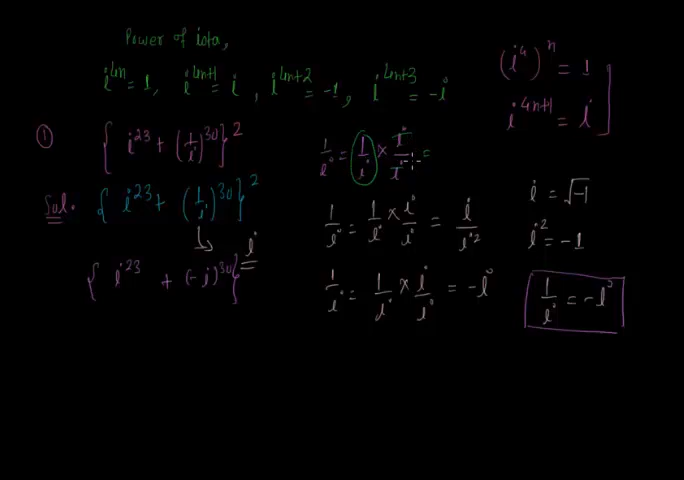 Power of iota,
i^{4n} = 1, i^{4n+1} = i, i^{4n+2} = -1, i^{4n+3} = -i
(i^4)^n = 1
i^{4n+1} = i
① { i^{23} + (1/i)^{30} }^2
Sol. { i^{23} + (1/i)^{30} }^2
i
{ i^{23} + (-i)^{30} }
1/i = 1/i × i/i =
1/i = 1/i × i/i = i/i^2
1/i = 1/i × i/i = -i
i = √-1
i^2 = -1
1/i = -i